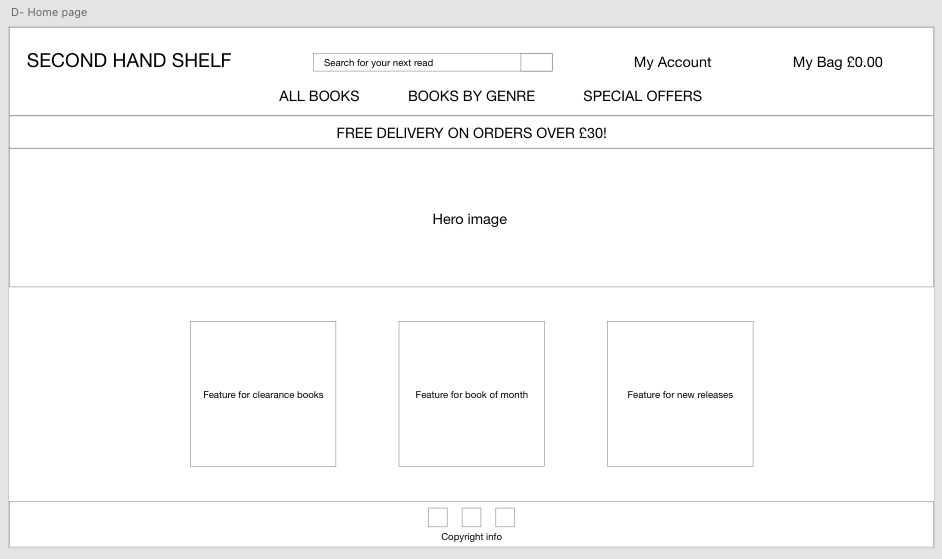 D- Home page
SECOND HAND SHELF
Search for your next read
My Account
My Bag £0.00
ALL BOOKS
BOOKS BY GENRE
SPECIAL OFFERS
FREE DELIVERY ON ORDERS OVER £30!
Hero image
Feature for clearance books
Feature for book of month
Feature for new releases
Copyright info